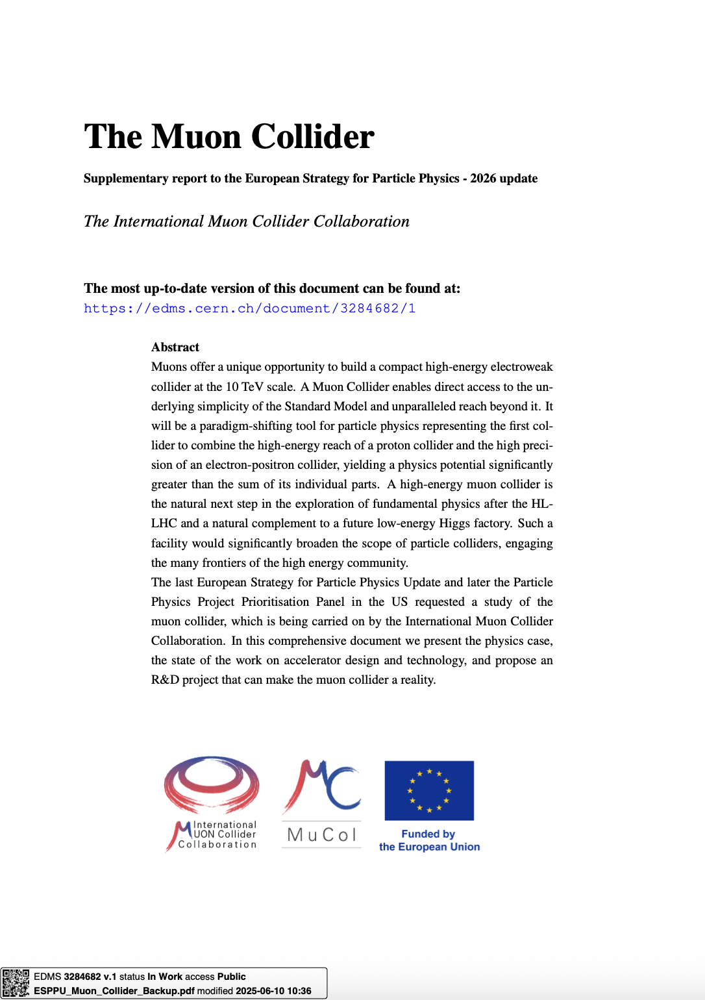 The Muon Collider
Supplementary report to the European Strategy for Particle Physics - 2026 update
The International Muon Collider Collaboration
The most up-to-date version of this document can be found at:
https://edms.cern.ch/document/3284682/1
Abstract
Muons offer a unique opportunity to build a compact high-energy electroweak
collider at the 10 TeV scale. A Muon Collider enables direct access to the un-
derlying simplicity of the Standard Model and unparalleled reach beyond it. It
will be a paradigm-shifting tool for particle physics representing the first col-
lider to combine the high-energy reach of a proton collider and the high preci-
sion of an electron-positron collider, yielding a physics potential significantly
greater than the sum of its individual parts. A high-energy muon collider is
the natural next step in the exploration of fundamental physics after the HL-
LHC and a natural complement to a future low-energy Higgs factory. Such a
facility would significantly broaden the scope of particle colliders, engaging
the many frontiers of the high energy community.
The last European Strategy for Particle Physics Update and later the Particle
Physics Project Prioritisation Panel in the US requested a study of the
muon collider, which is being carried on by the International Muon Collider
Collaboration. In this comprehensive document we present the physics case,
the state of the work on accelerator design and technology, and propose an
R&D project that can make the muon collider a reality.
International
MUON Collider
Collaboration
MC
MuCol
Funded by
the European Union
EDMS 3284682 v.1 status In Work access Public
ESPPU_Muon_Collider_Backup.pdf modified 2025-06-10 10:36